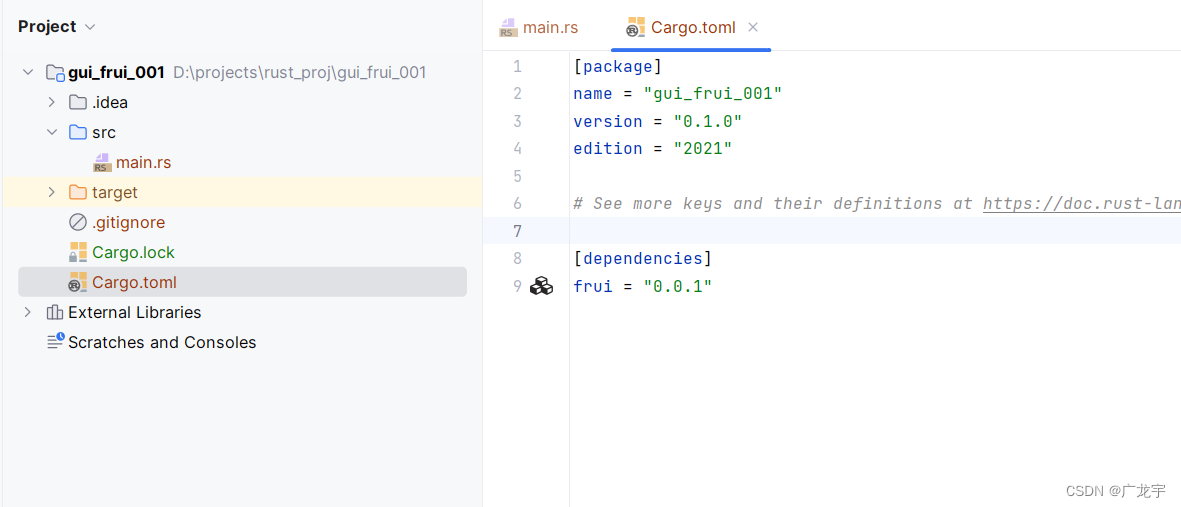 Project
gui_frui_001 D:\projects\rust_proj\gui_frui_001
.idea
src
RS main.rs
target
.gitignore
Cargo.lock
Cargo.toml
External Libraries
Scratches and Consoles
RS main.rs Cargo.toml
1 [package]
2 name = "gui_frui_001"
3 version = "0.1.0"
4 edition = "2021"
5
6 # See more keys and their definitions at https://doc.rust-lan
7
8 [dependencies]
9 frui = "0.0.1"
CSDN @广龙宇